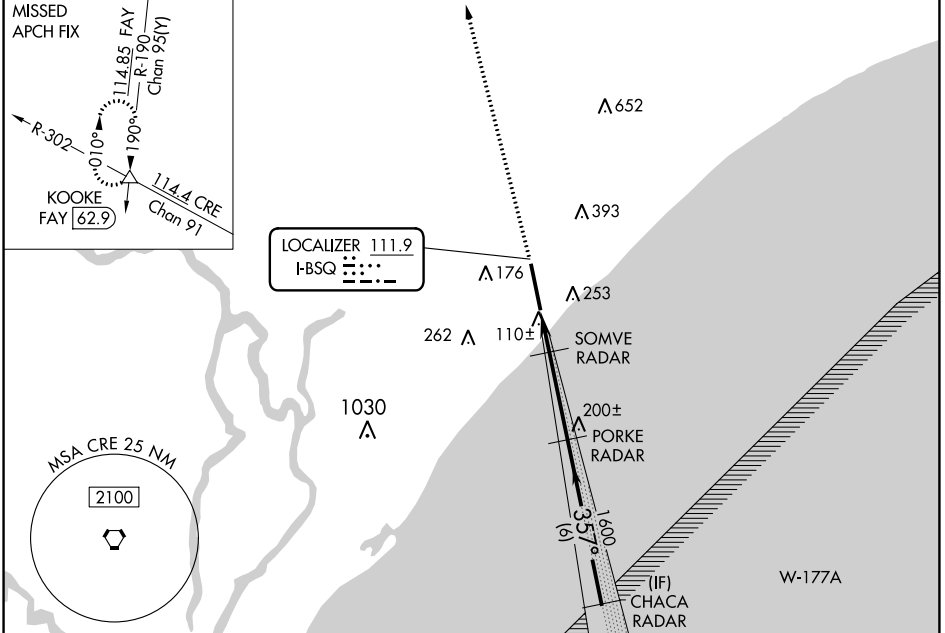 MISSED
APCH FIX
114.85 FAY
R-190
Chan 95(Y)
R-302
010°
190°
KOOKE
FAY 62.9
114.4 CRE
Chan 91
652
393
LOCALIZER 111.9
I-BSQ
176
253
262
110±
SOMVE
RADAR
1030
200±
PORKE
RADAR
MSA CRE 25 NM
2100
1600
357°
(6)
(IF)
CHACA
RADAR
W-177A